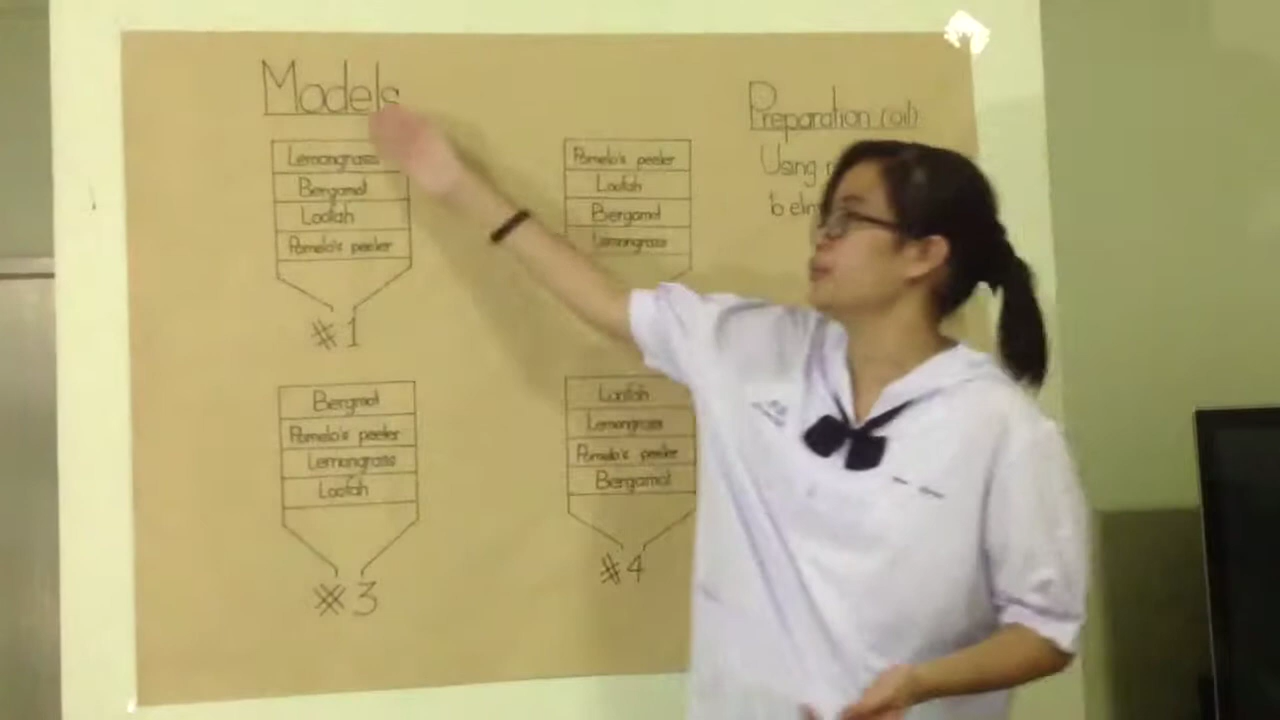 Models
Lemongrass
Bergamot
Loofah
Pomelo's peeler
#1
Pomelo's peeler
Loofah
Bergamot
Lemongrass
Bergmot
Pomelo's peeler
Lemongrass
Loofah
#3
Loofah
Lemongrass
Pomelo's peeler
Bergamot
#4
Preparation (oil)
Using